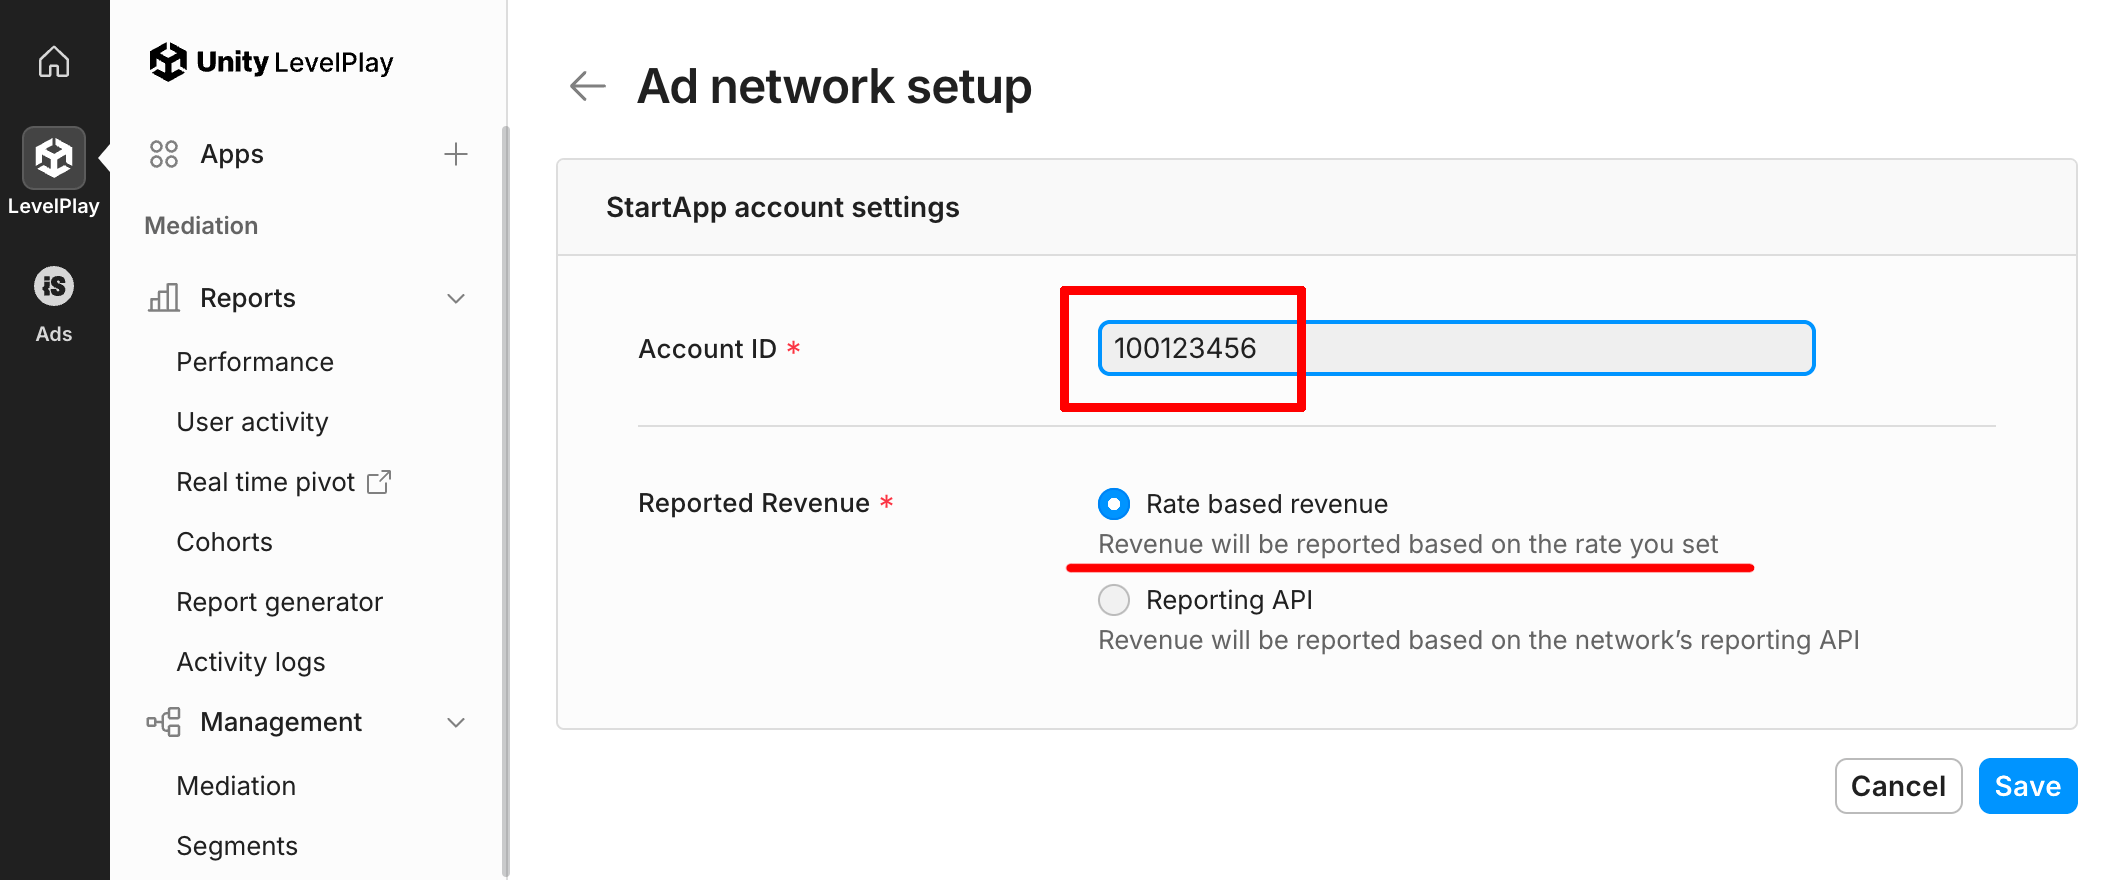 LevelPlay
iS
Ads
Unity LevelPlay
Apps
Mediation
Reports
Performance
User activity
Real time pivot
Cohorts
Report generator
Activity logs
Management
Mediation
Segments
Ad network setup
StartApp account settings
Account ID *
100123456
Reported Revenue *
Rate based revenue
Revenue will be reported based on the rate you set
Reporting API
Revenue will be reported based on the network’s reporting API
Cancel
Save